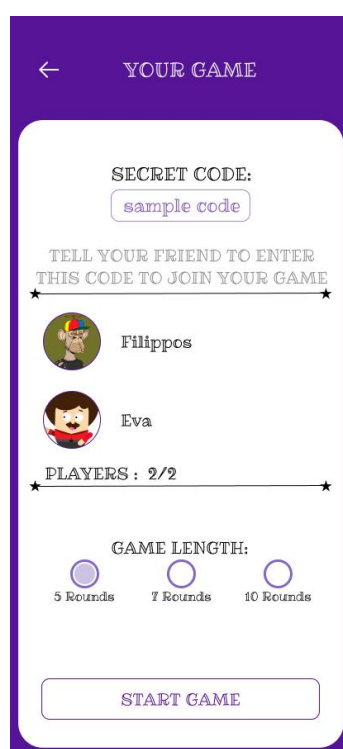 YOUR GAME
SECRET CODE:
sample code
TELL YOUR FRIEND TO ENTER
THIS CODE TO JOIN YOUR GAME
Filippos
Eva
PLAYERS : 2/2
GAME LENGTH:
5 Rounds 7 Rounds 10 Rounds
START GAME